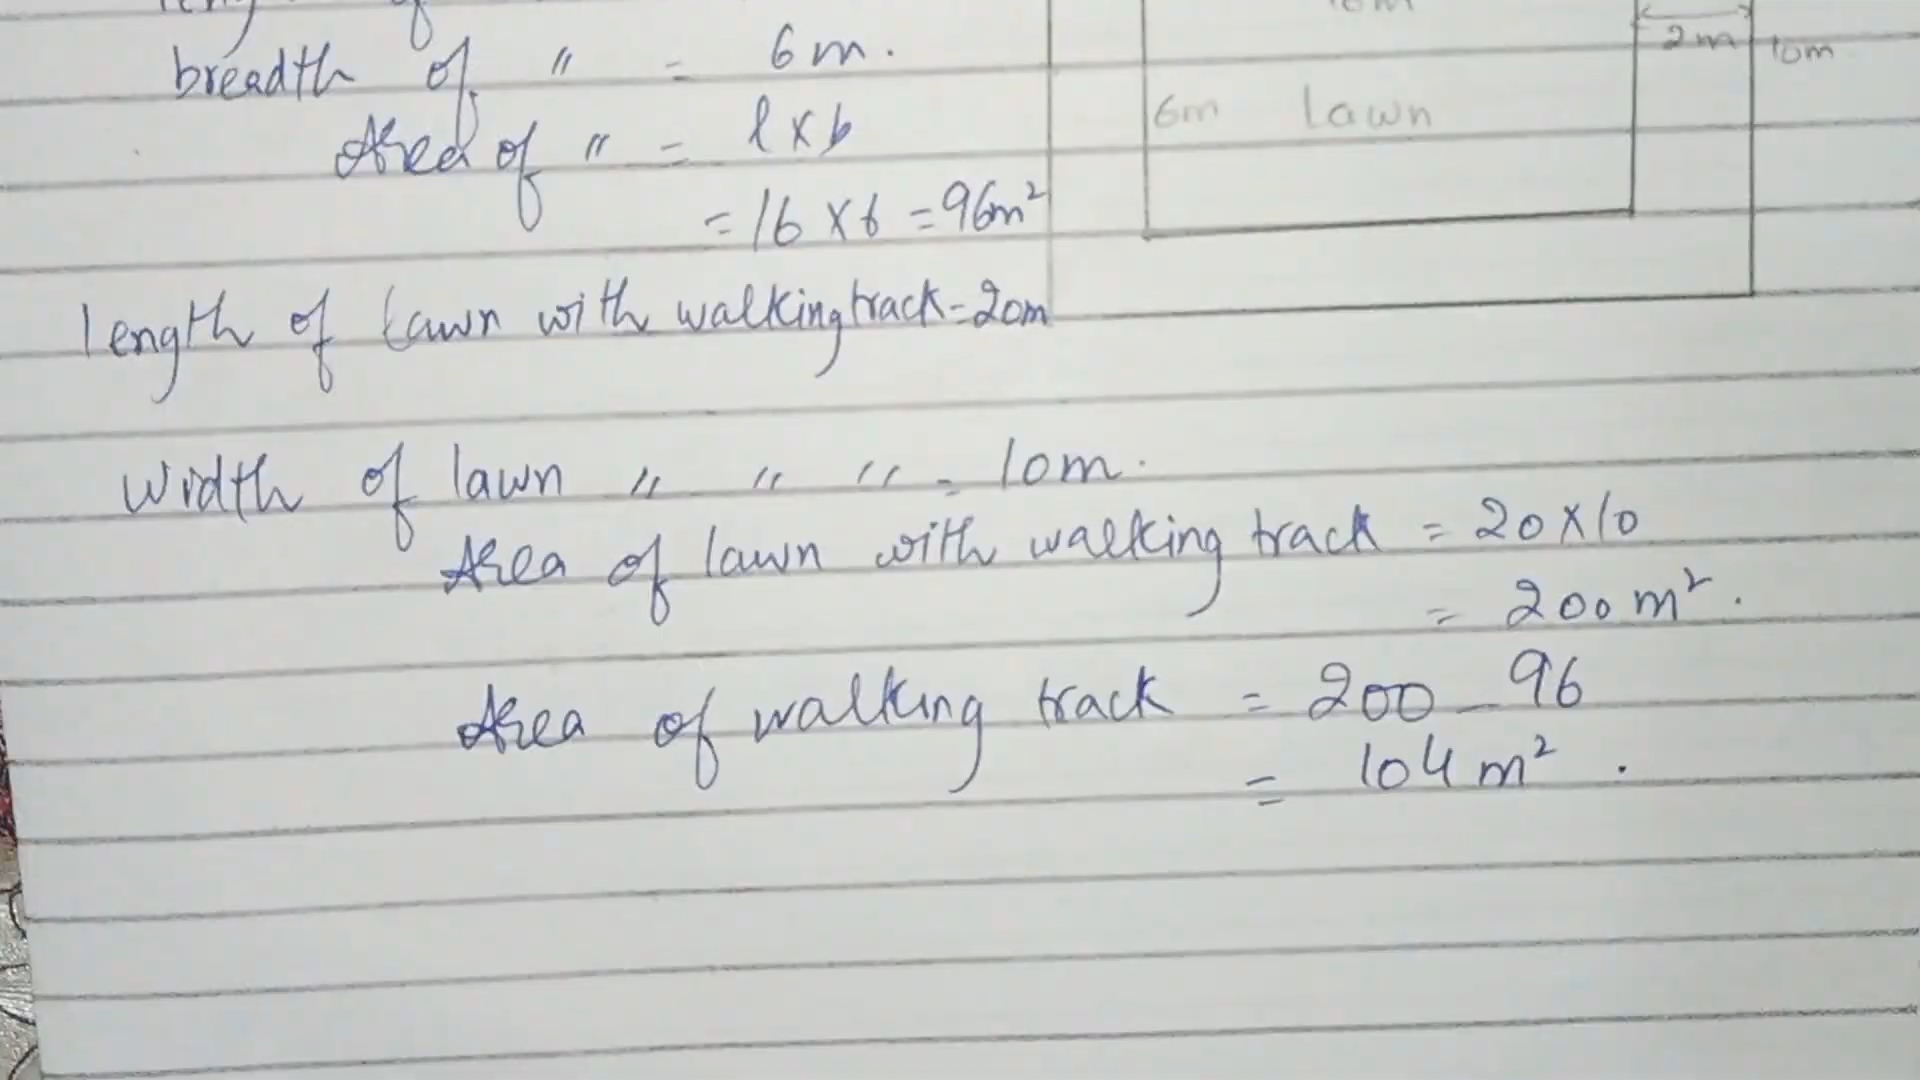 length of
breadth of " = 6m.
Area of " = l x b
= 16 x 6 = 96m²
length of lawn with walking track = 20m
width of lawn " " " = 10m.
Area of lawn with walking track = 20 x 10
= 200 m².
Area of walking track = 200 - 96
= 104 m².
2m
10m
6m lawn